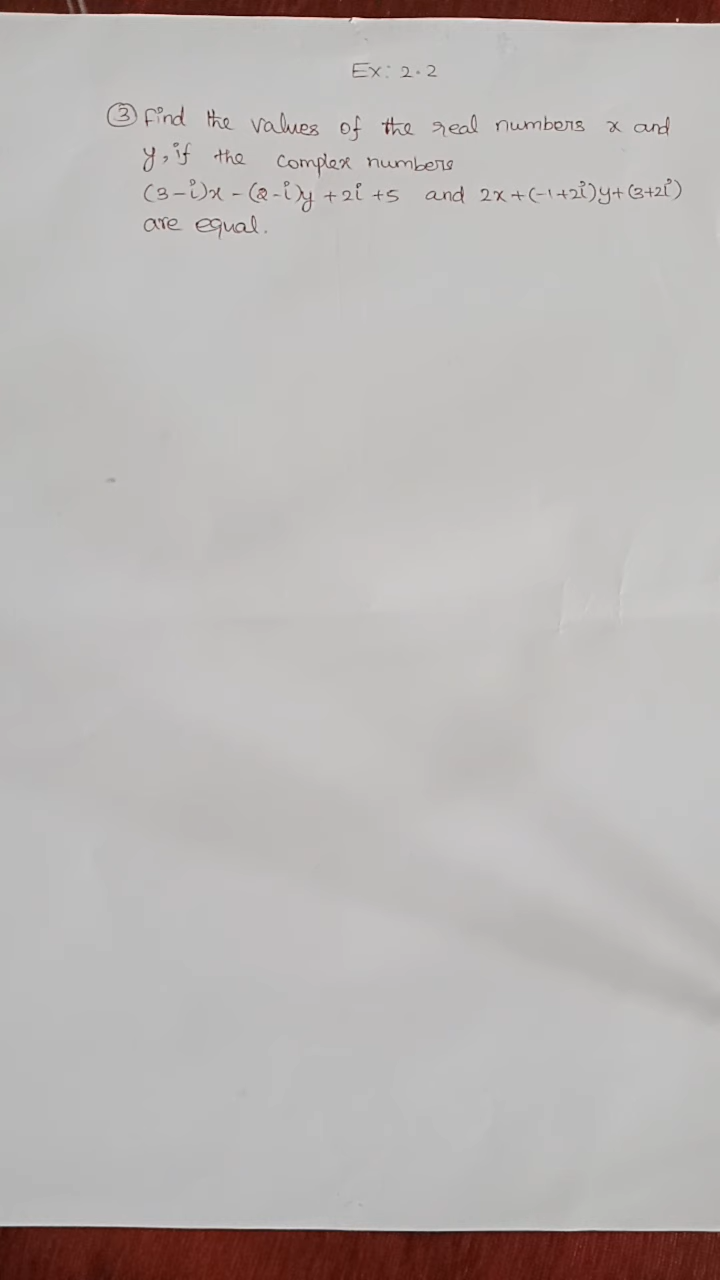 Ex: 2.2
③ Find the values of the real numbers x and
y, if the complex numbers
(3-i)x - (2-i)y + 2i + 5 and 2x + (-1+2i)y + (3+2i)
are equal.